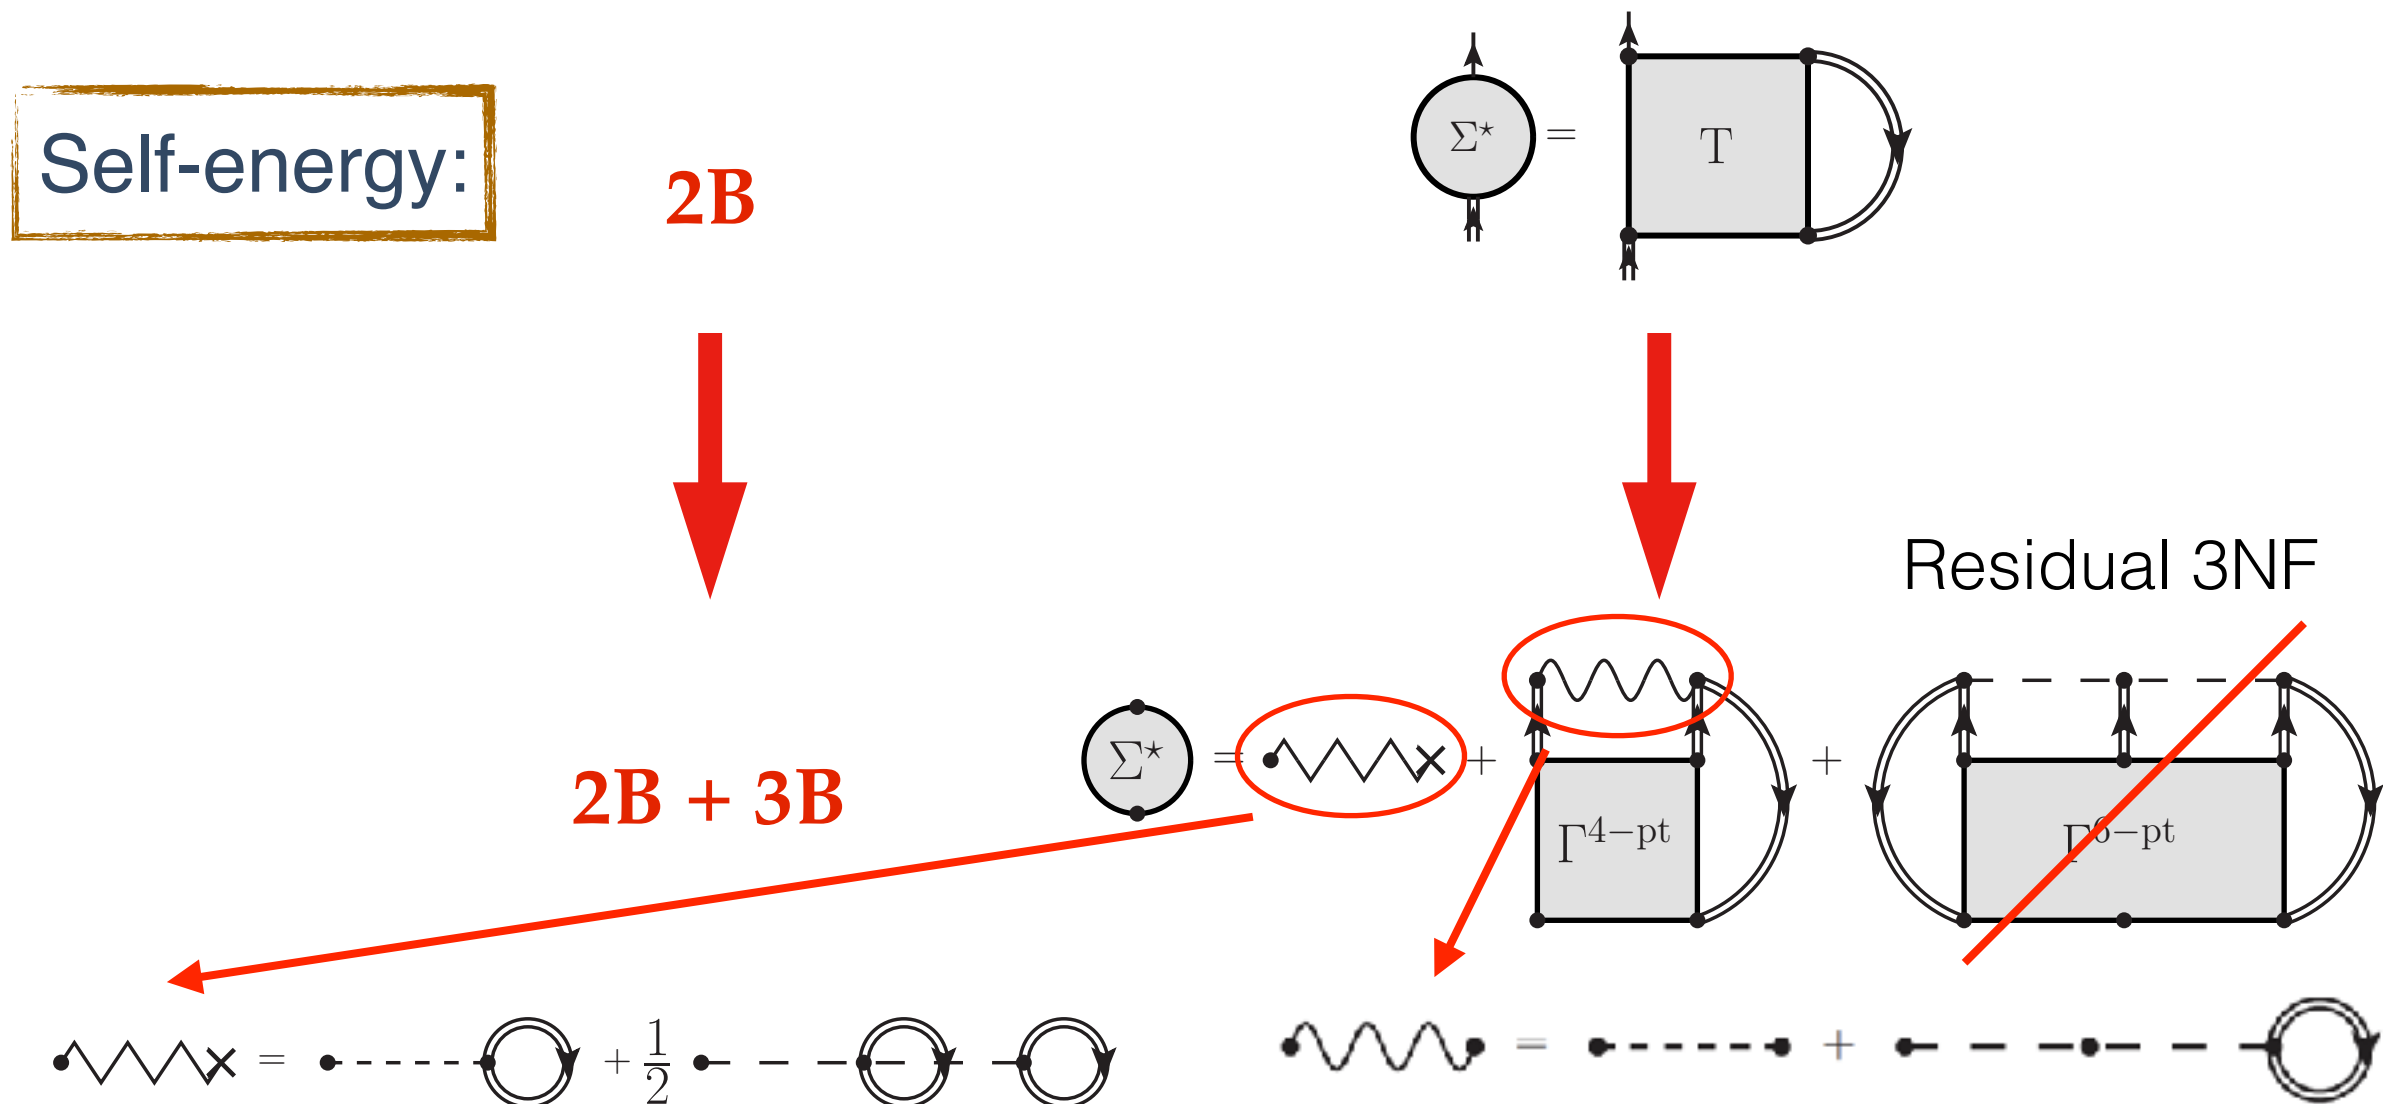 Self-energy:
2B
Σ* =
T
Residual 3NF
2B + 3B
Σ* = + +
Γ4−pt
Γ6−pt
= + 1/2
= +